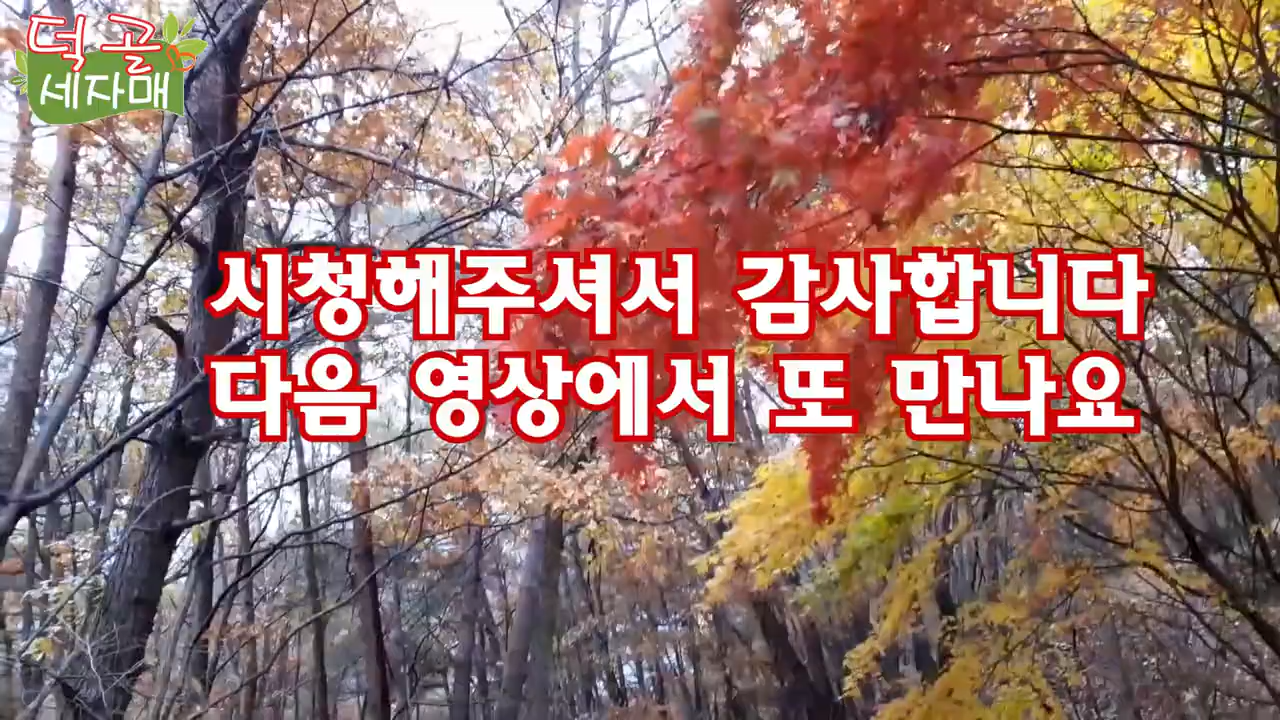 덕골
세자매
시청해주셔서 감사합니다
다음 영상에서 또 만나요